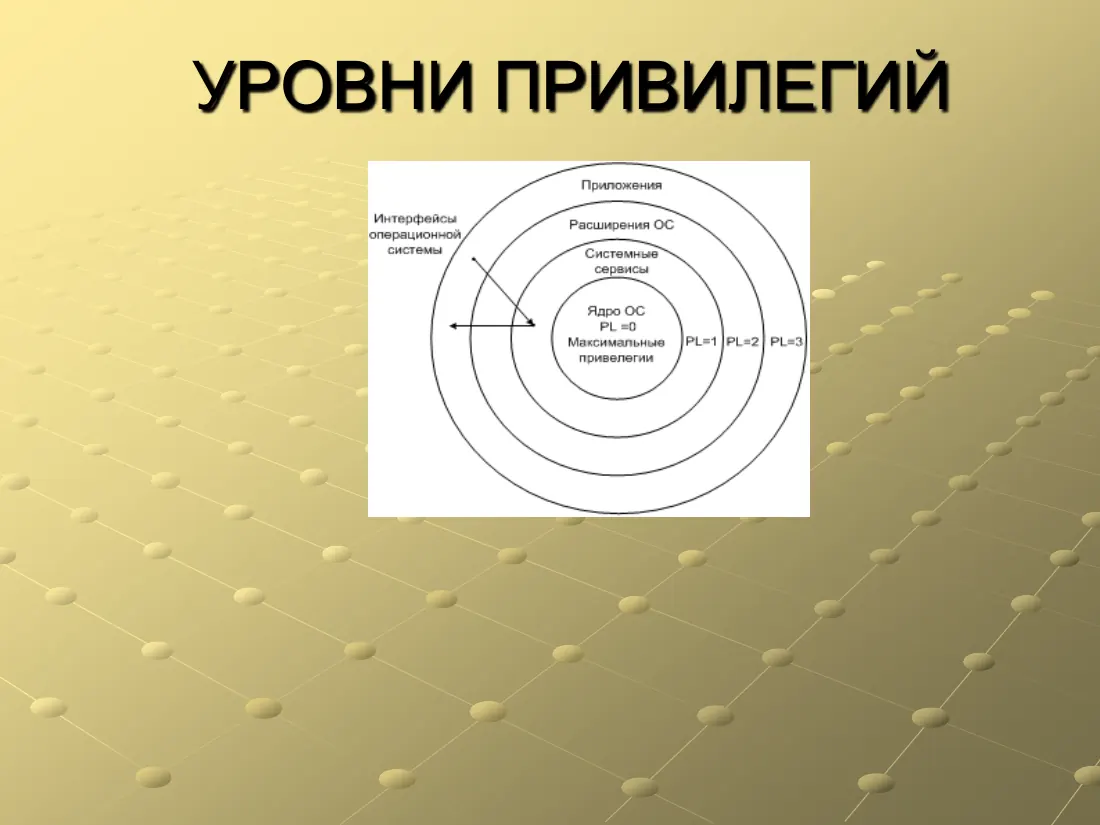 УРОВНИ ПРИВИЛЕГИЙ
Приложения
Интерфейсы
операционной
системы
Расширения ОС
Системные
сервисы
Ядро ОС
PL =0
Максимальные
привелегии
PL=1
PL=2
PL=3